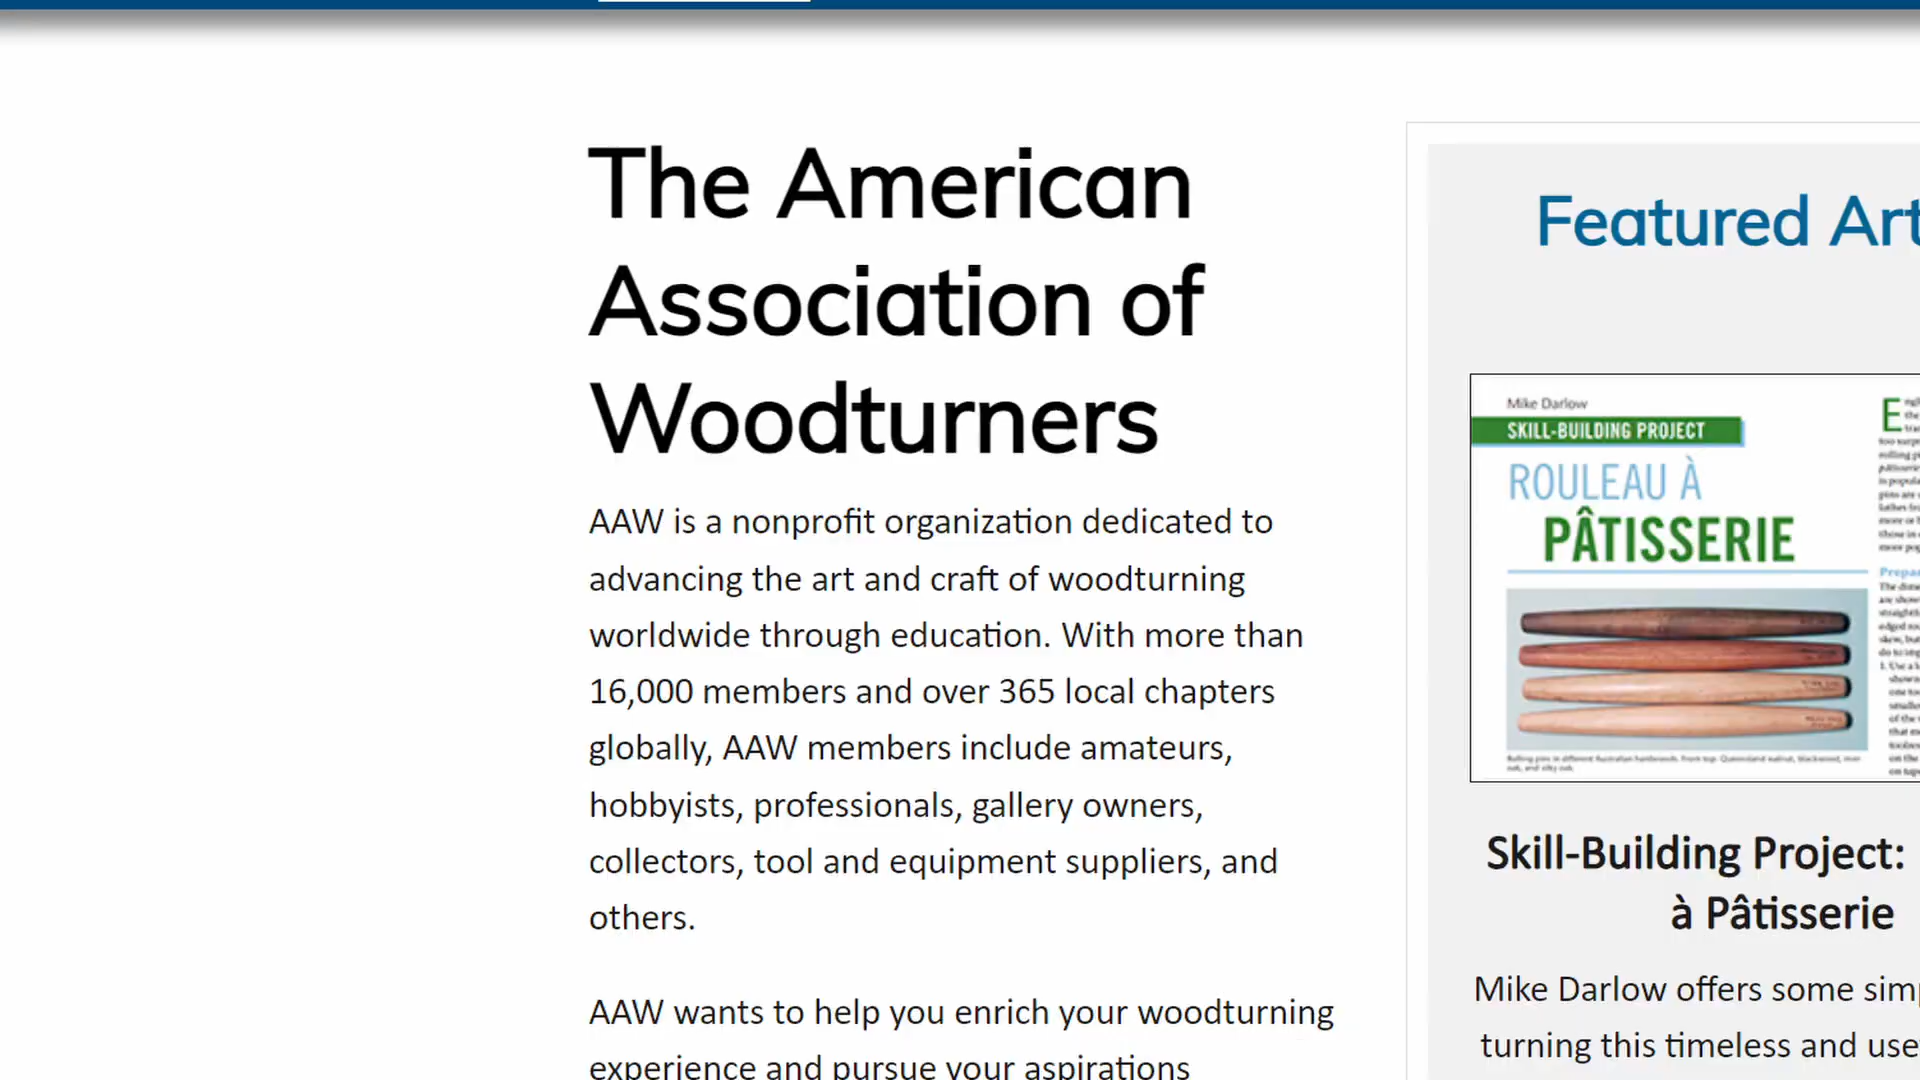 The American
Association of
Woodturners
AAW is a nonprofit organization dedicated to
advancing the art and craft of woodturning
worldwide through education. With more than
16,000 members and over 365 local chapters
globally, AAW members include amateurs,
hobbyists, professionals, gallery owners,
collectors, tool and equipment suppliers, and
others.
AAW wants to help you enrich your woodturning
experience and pursue your aspirations
Featured Art
Mike Darlow
SKILL-BUILDING PROJECT
ROULEAU À
PÂTISSERIE
Skill-Building Project:
à Pâtisserie
Mike Darlow offers some sim
turning this timeless and use